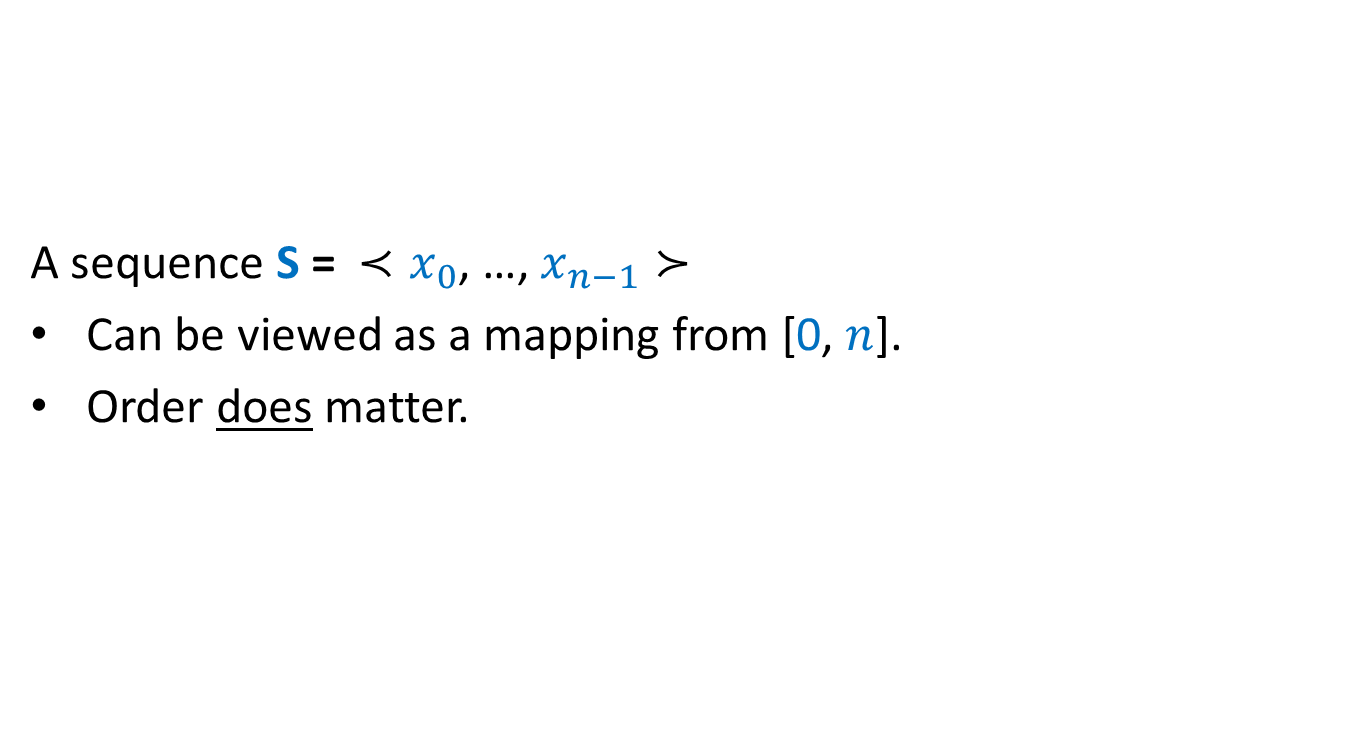 A sequence S = ≺ x₀, …, xₙ₋₁ ≻
• Can be viewed as a mapping from [0, n].
• Order does matter.